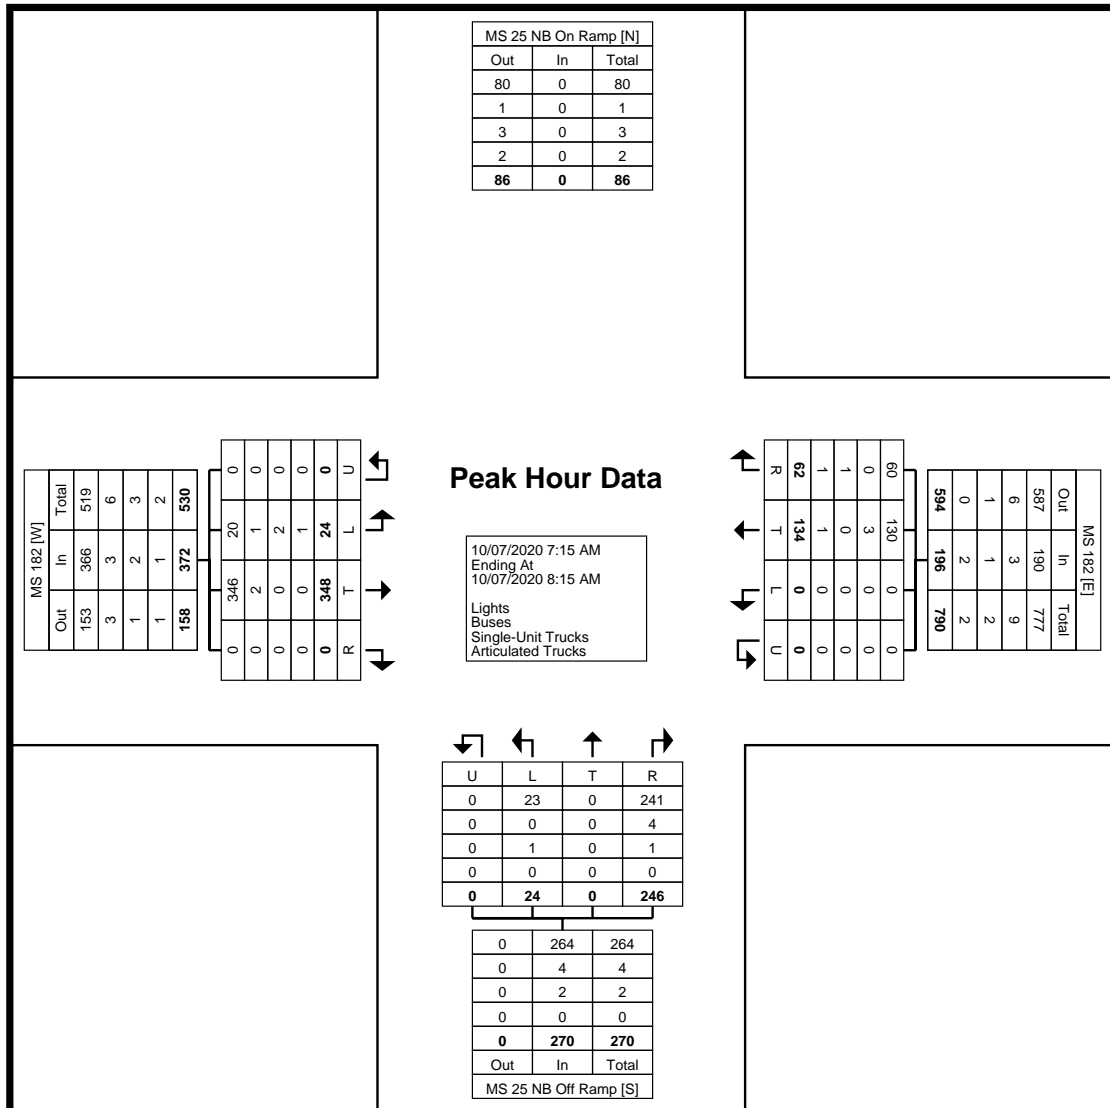 MS 25 NB On Ramp [N]
Out In Total
80 0 80
1 0 1
3 0 3
2 0 2
86 0 86
MS 182 [W]
Total 519 6 3 2 530
In 366 3 2 1 372
Out 153 3 1 1 158
0 0 0 0 0 U
20 1 2 1 24 L
346 2 0 0 348 T
0 0 0 0 0 R
Peak Hour Data
10/07/2020 7:15 AM
Ending At
10/07/2020 8:15 AM
Lights
Buses
Single-Unit Trucks
Articulated Trucks
R 62 1 1 0 60
T 134 1 0 3 130
L 0 0 0 0 0
U 0 0 0 0 0
594 0 1 6 587 Out
196 2 1 3 190 In
790 2 2 9 777 Total
MS 182 [E]
U L T R
0 23 0 241
0 0 0 4
0 1 0 1
0 0 0 0
0 24 0 246
0 264 264
0 4 4
0 2 2
0 0 0
0 270 270
Out In Total
MS 25 NB Off Ramp [S]